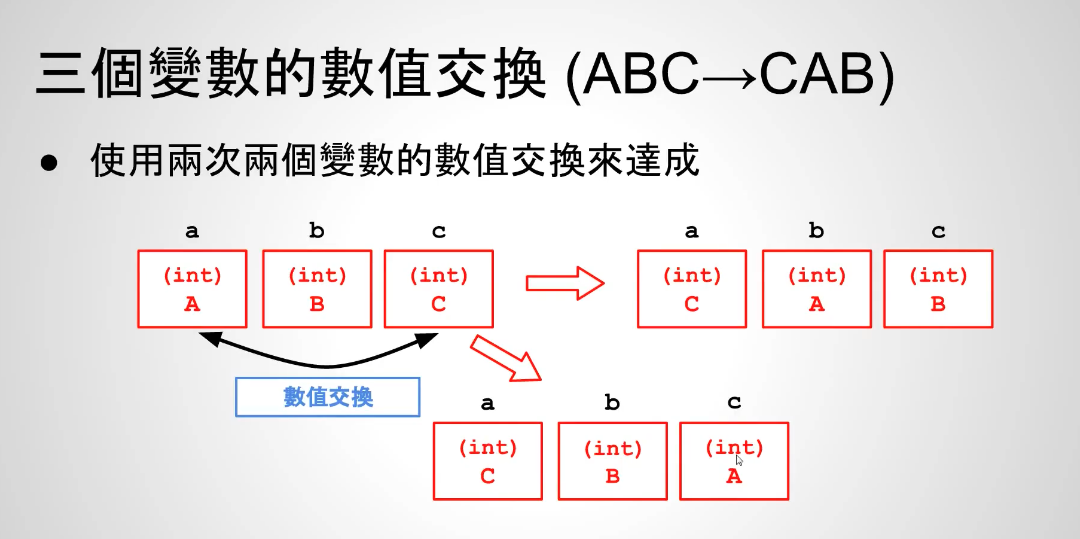 三個變數的數值交換 (ABC→CAB)
● 使用兩次兩個變數的數值交換來達成
a b c a b c
(int) (int) (int) (int) (int) (int)
A B C C A B
數值交換
a b c
(int) (int) (int)
C B A